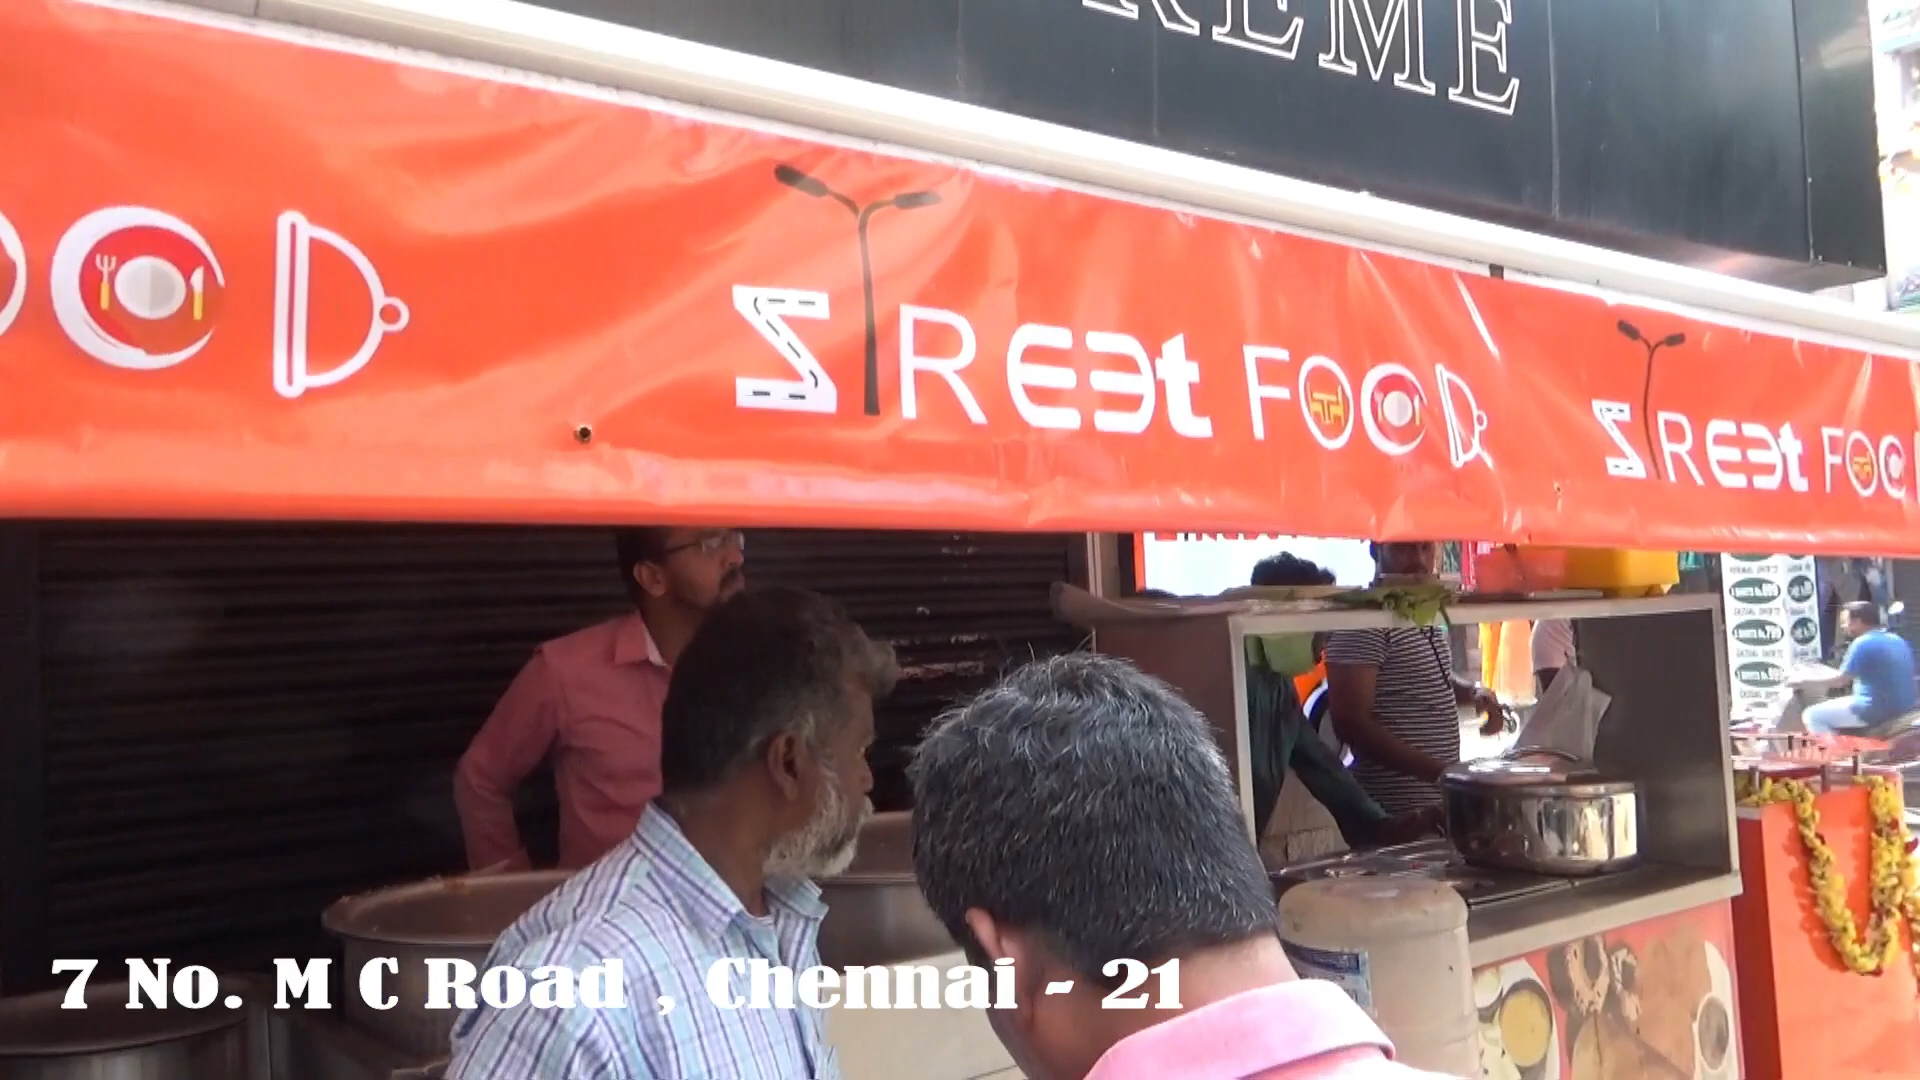 REME
OOD
STREET FOOD
STREET FOO
7 No. M C Road , Chennai - 21